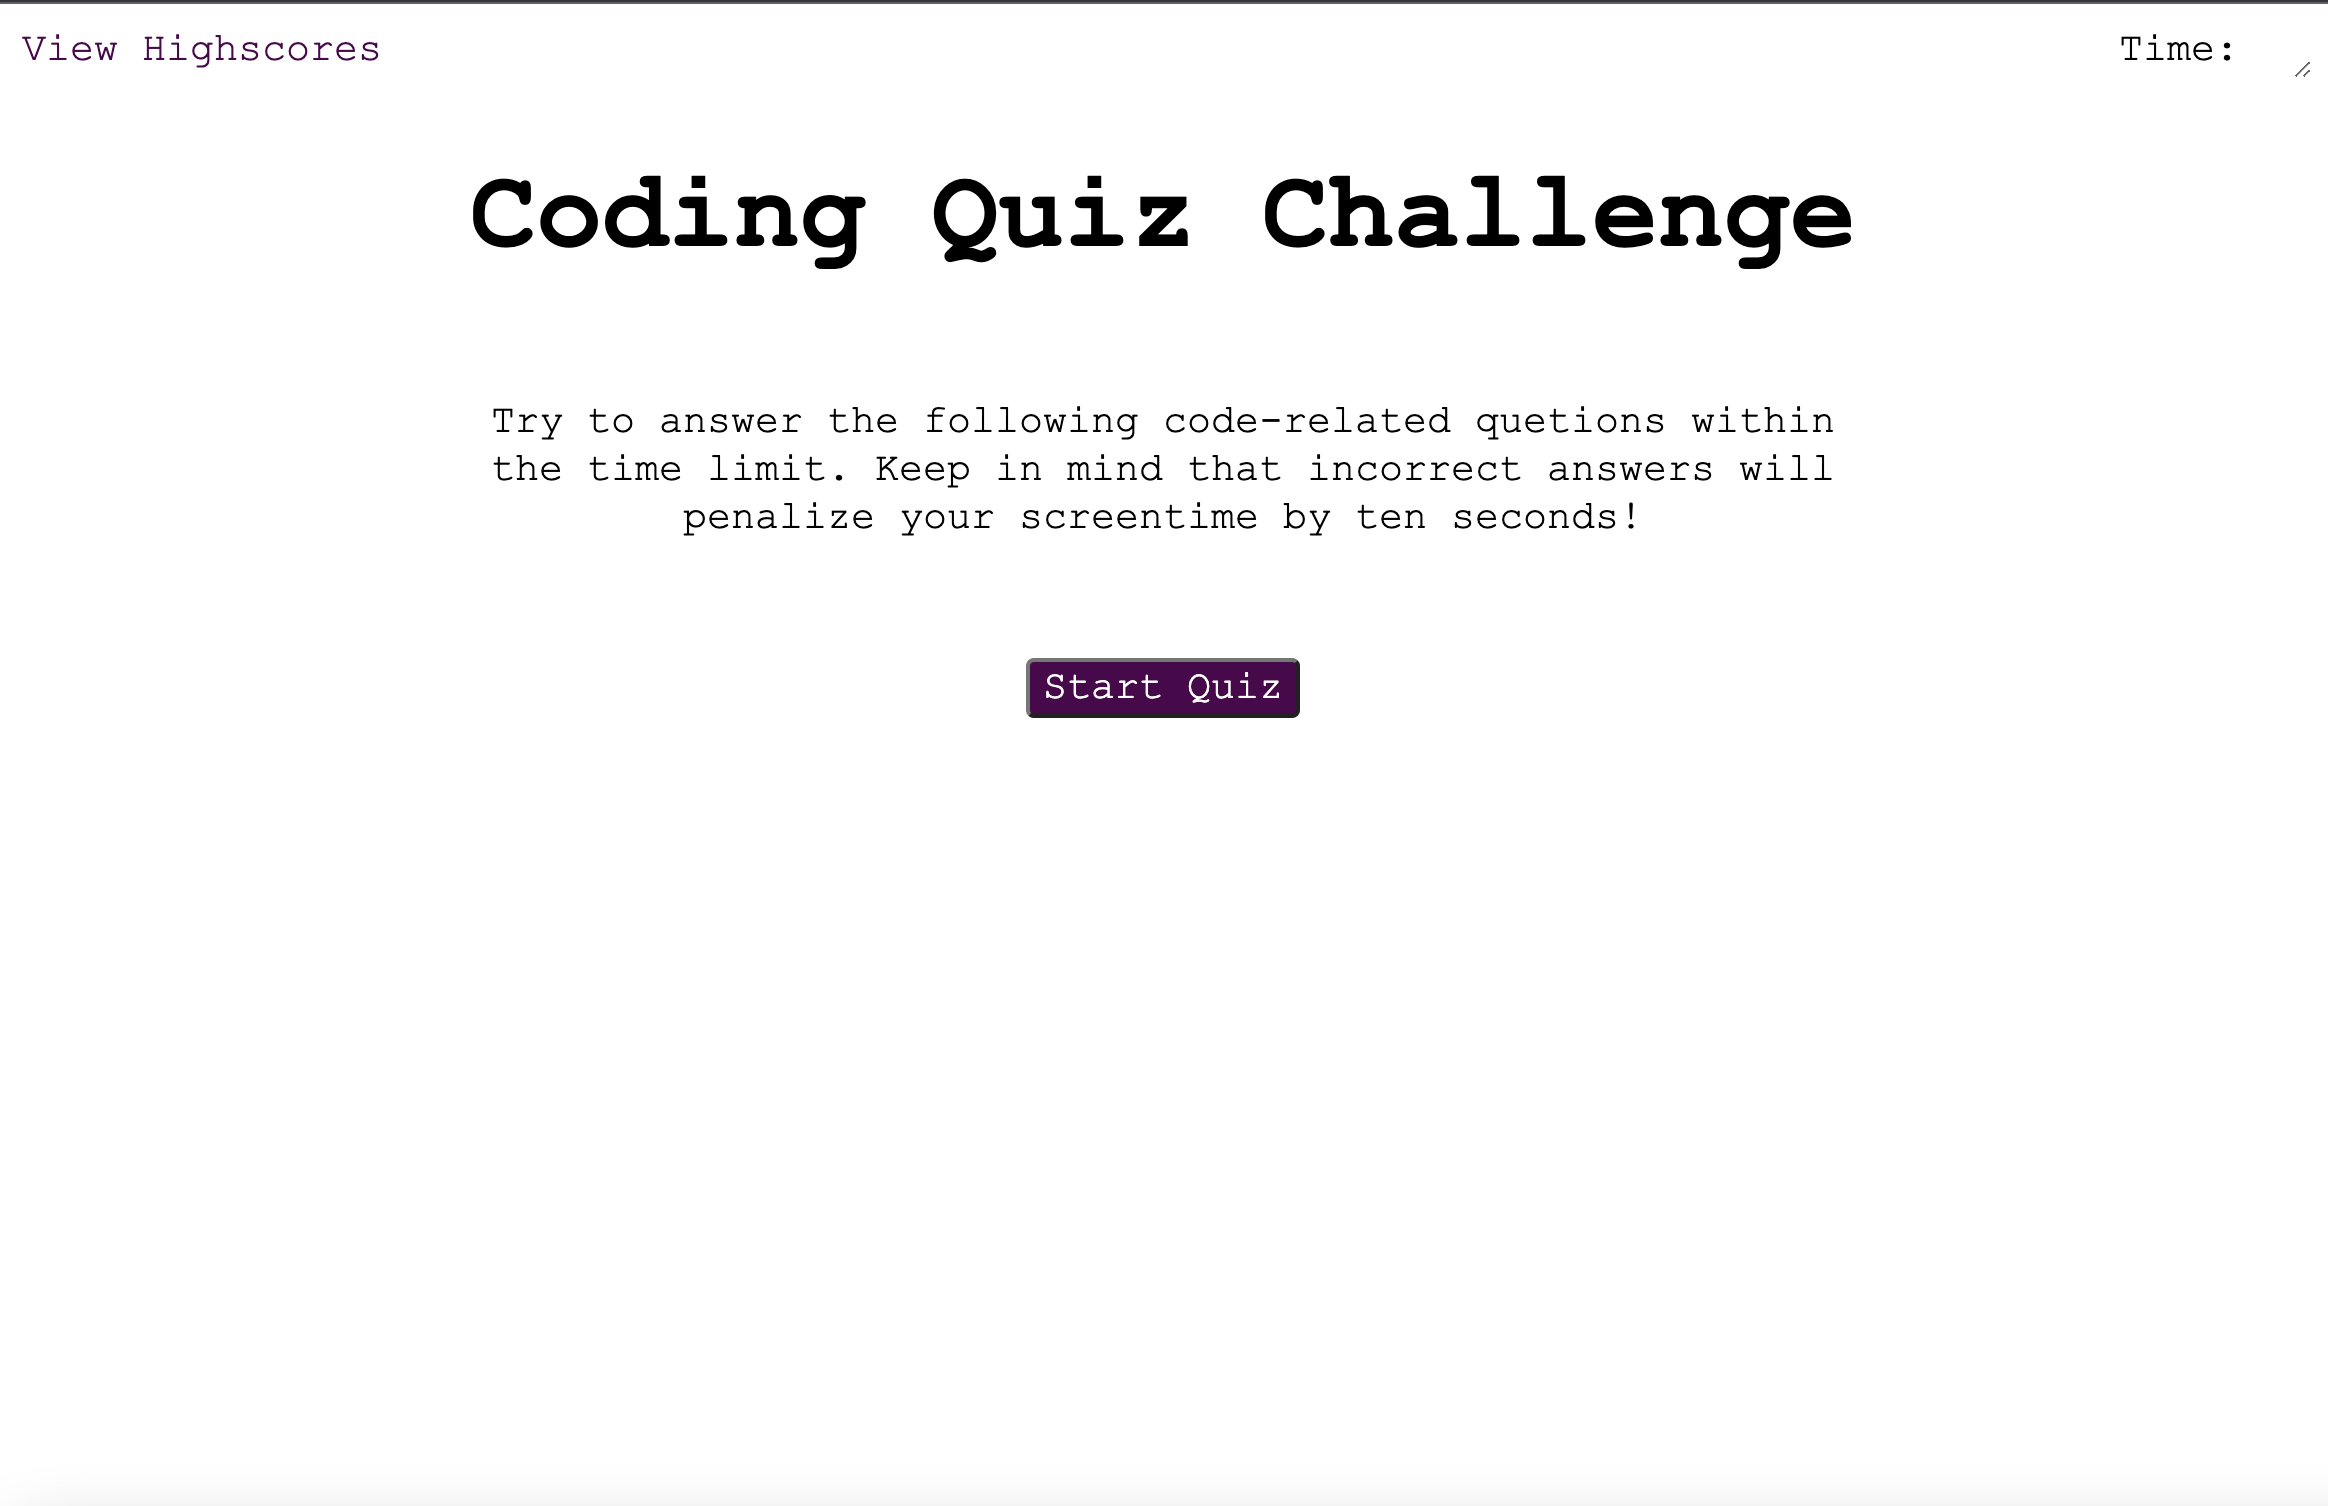 View Highscores
Time:
Coding Quiz Challenge
Try to answer the following code-related quetions within
the time limit. Keep in mind that incorrect answers will
penalize your screentime by ten seconds!
Start Quiz